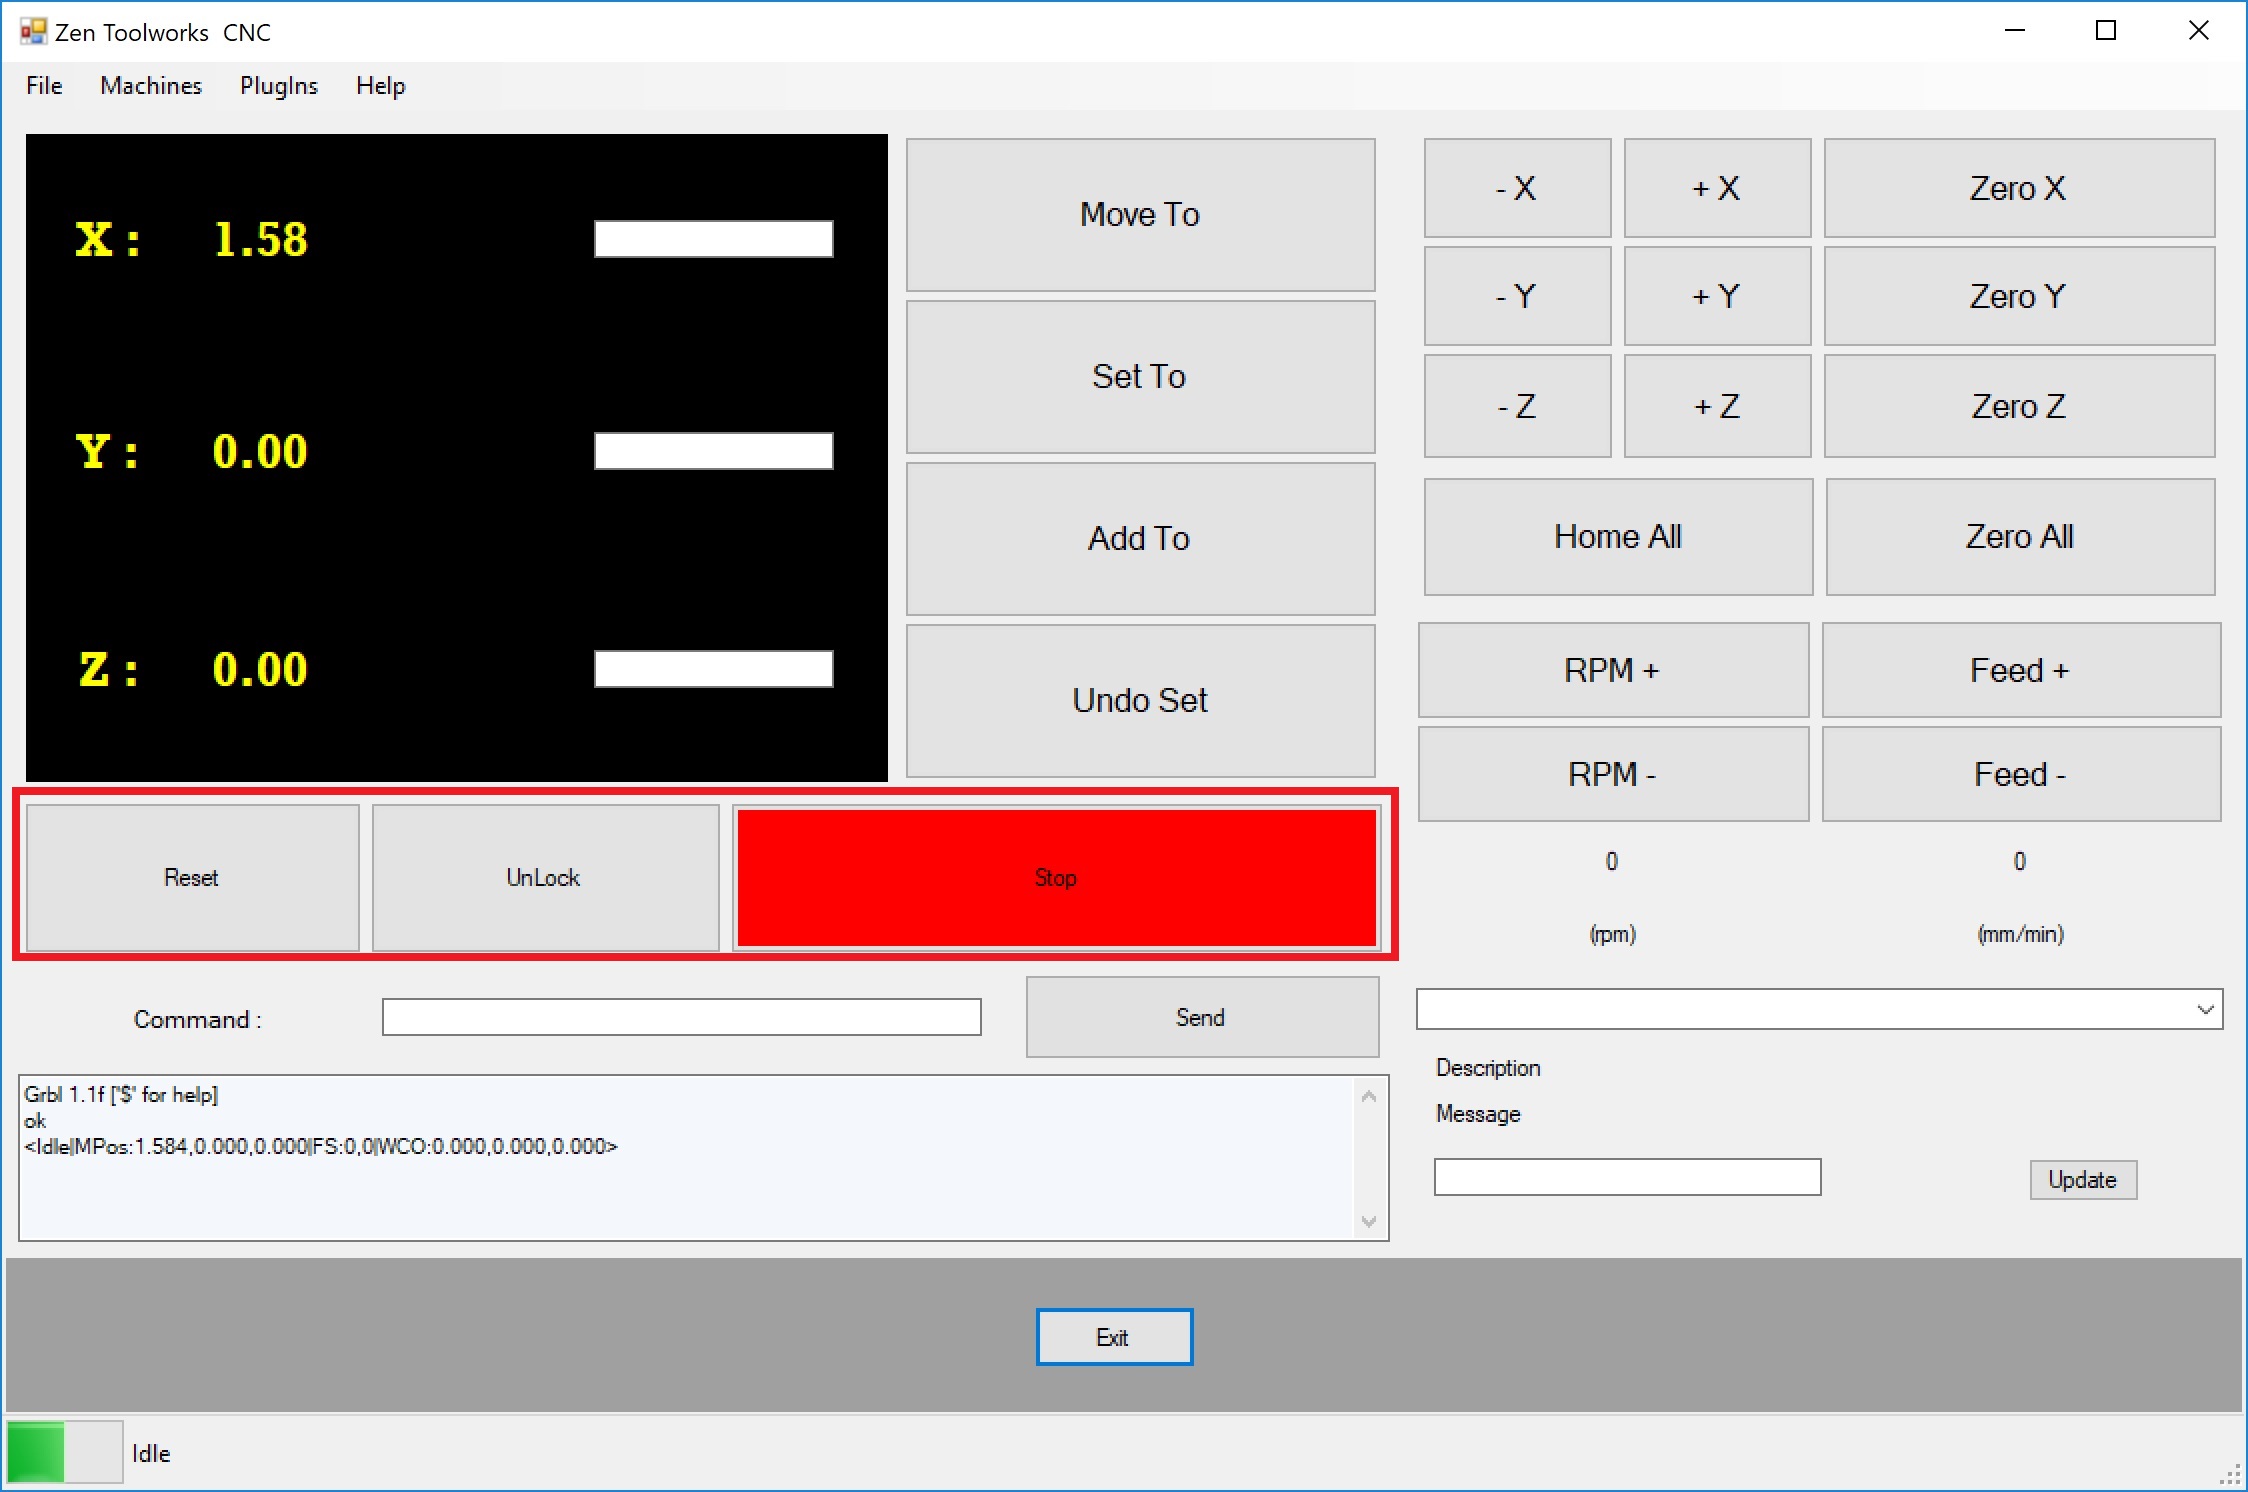 Zen Toolworks  CNC
File Machines PlugIns Help
X : 1.58
Y : 0.00
Z : 0.00
Move To
Set To
Add To
Undo Set
- X + X Zero X
- Y + Y Zero Y
- Z + Z Zero Z
Home All Zero All
RPM + Feed +
RPM - Feed -
0 0
(rpm) (mm/min)
Reset UnLock Stop
Command : Send
Grbl 1.1f ['$' for help]
ok
<Idle|MPos:1.584,0.000,0.000|FS:0,0|WCO:0.000,0.000,0.000>
Description
Message
Update
Exit
Idle